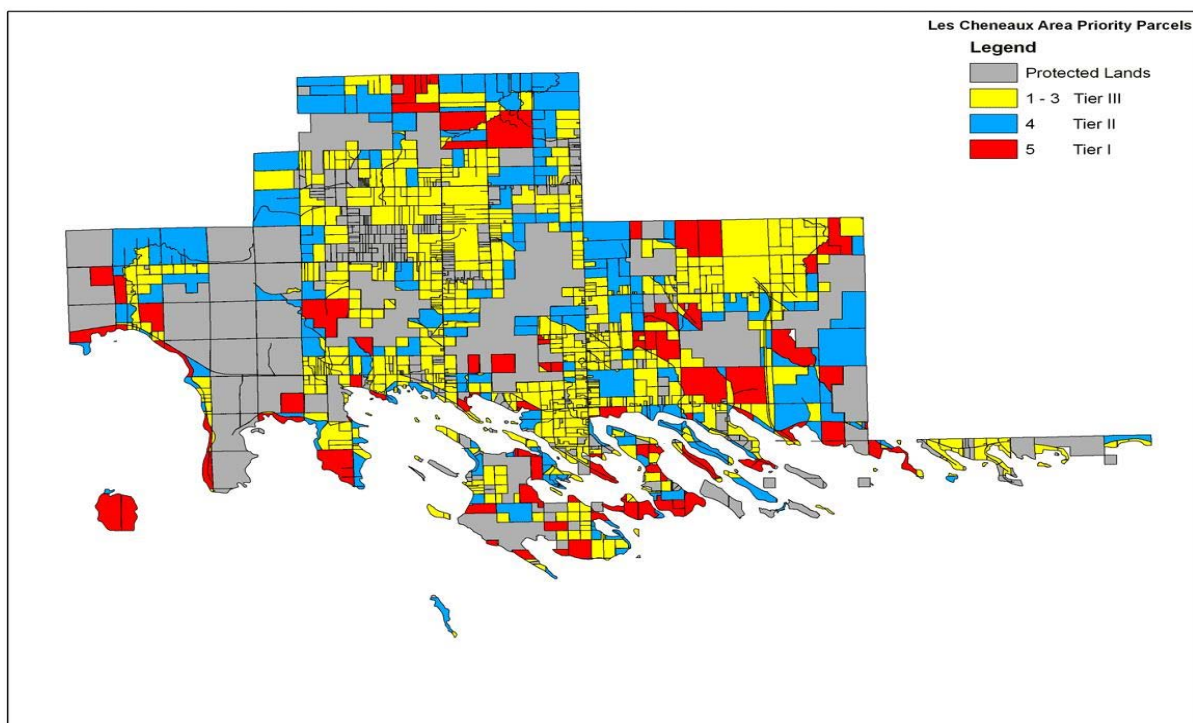 Les Cheneaux Area Priority Parcels
Legend
Protected Lands
1 - 3 Tier III
4 Tier II
5 Tier I